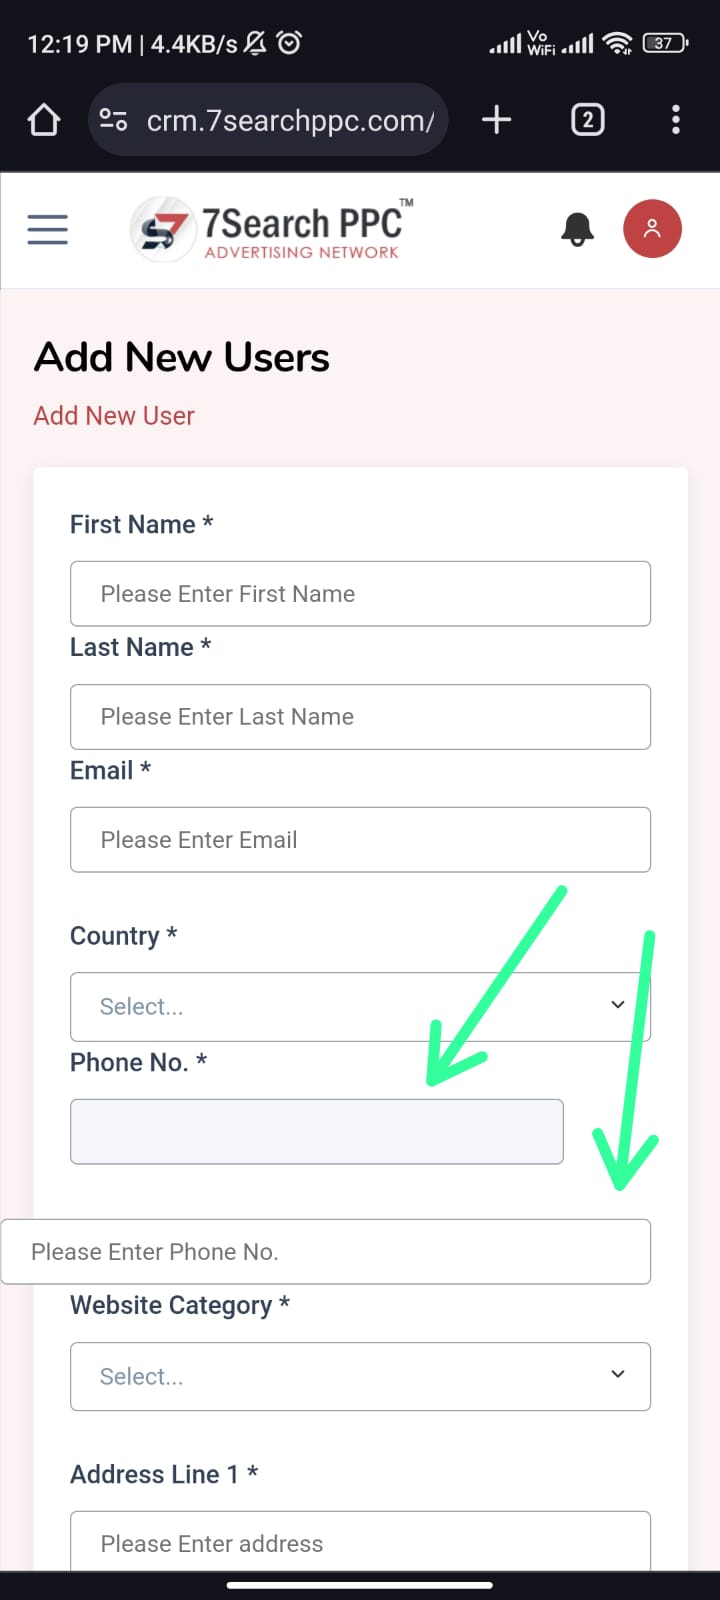 12:19 PM | 4.4KB/s
Vo
WiFi
37
crm.7searchppc.com/
2
7Search PPC™
ADVERTISING NETWORK
Add New Users
Add New User
First Name *
Please Enter First Name
Last Name *
Please Enter Last Name
Email *
Please Enter Email
Country *
Select...
Phone No. *
Please Enter Phone No.
Website Category *
Select...
Address Line 1 *
Please Enter address